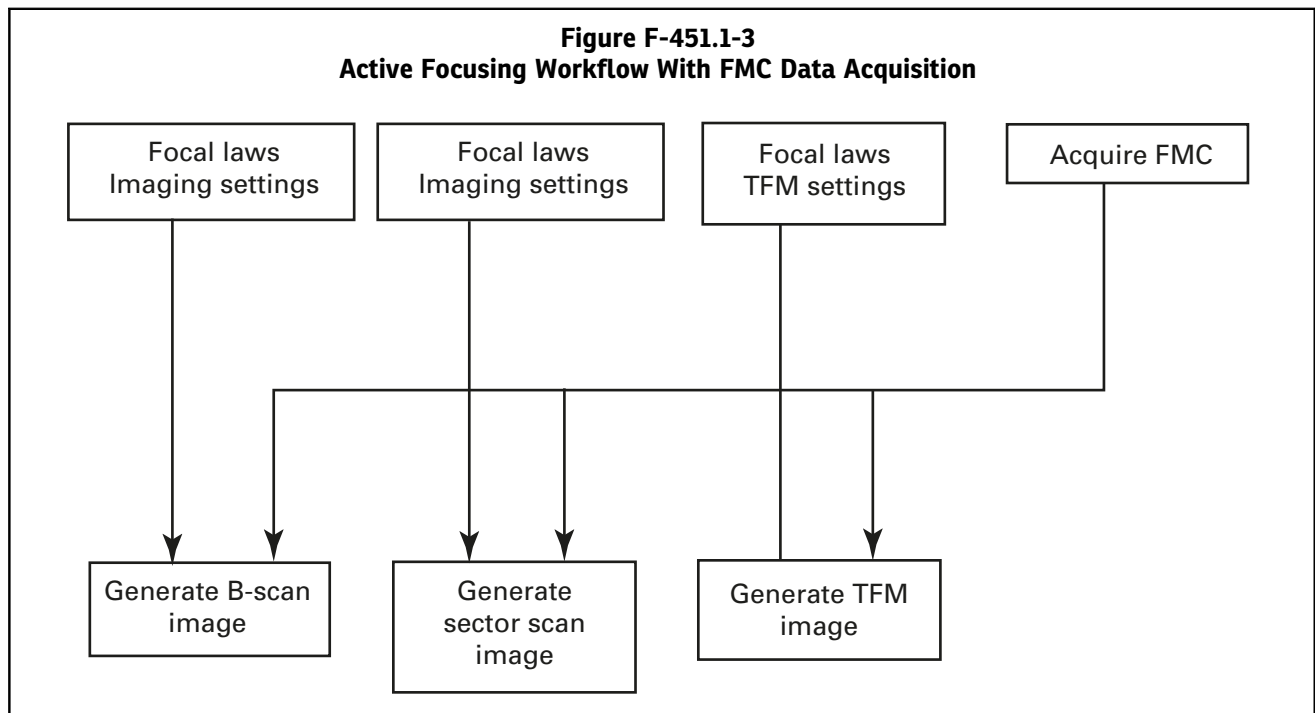 Figure F-451.1-3
Active Focusing Workflow With FMC Data Acquisition
Focal laws
Imaging settings
Focal laws
Imaging settings
Focal laws
TFM settings
Acquire FMC
Generate B-scan
image
Generate
sector scan
image
Generate TFM
image